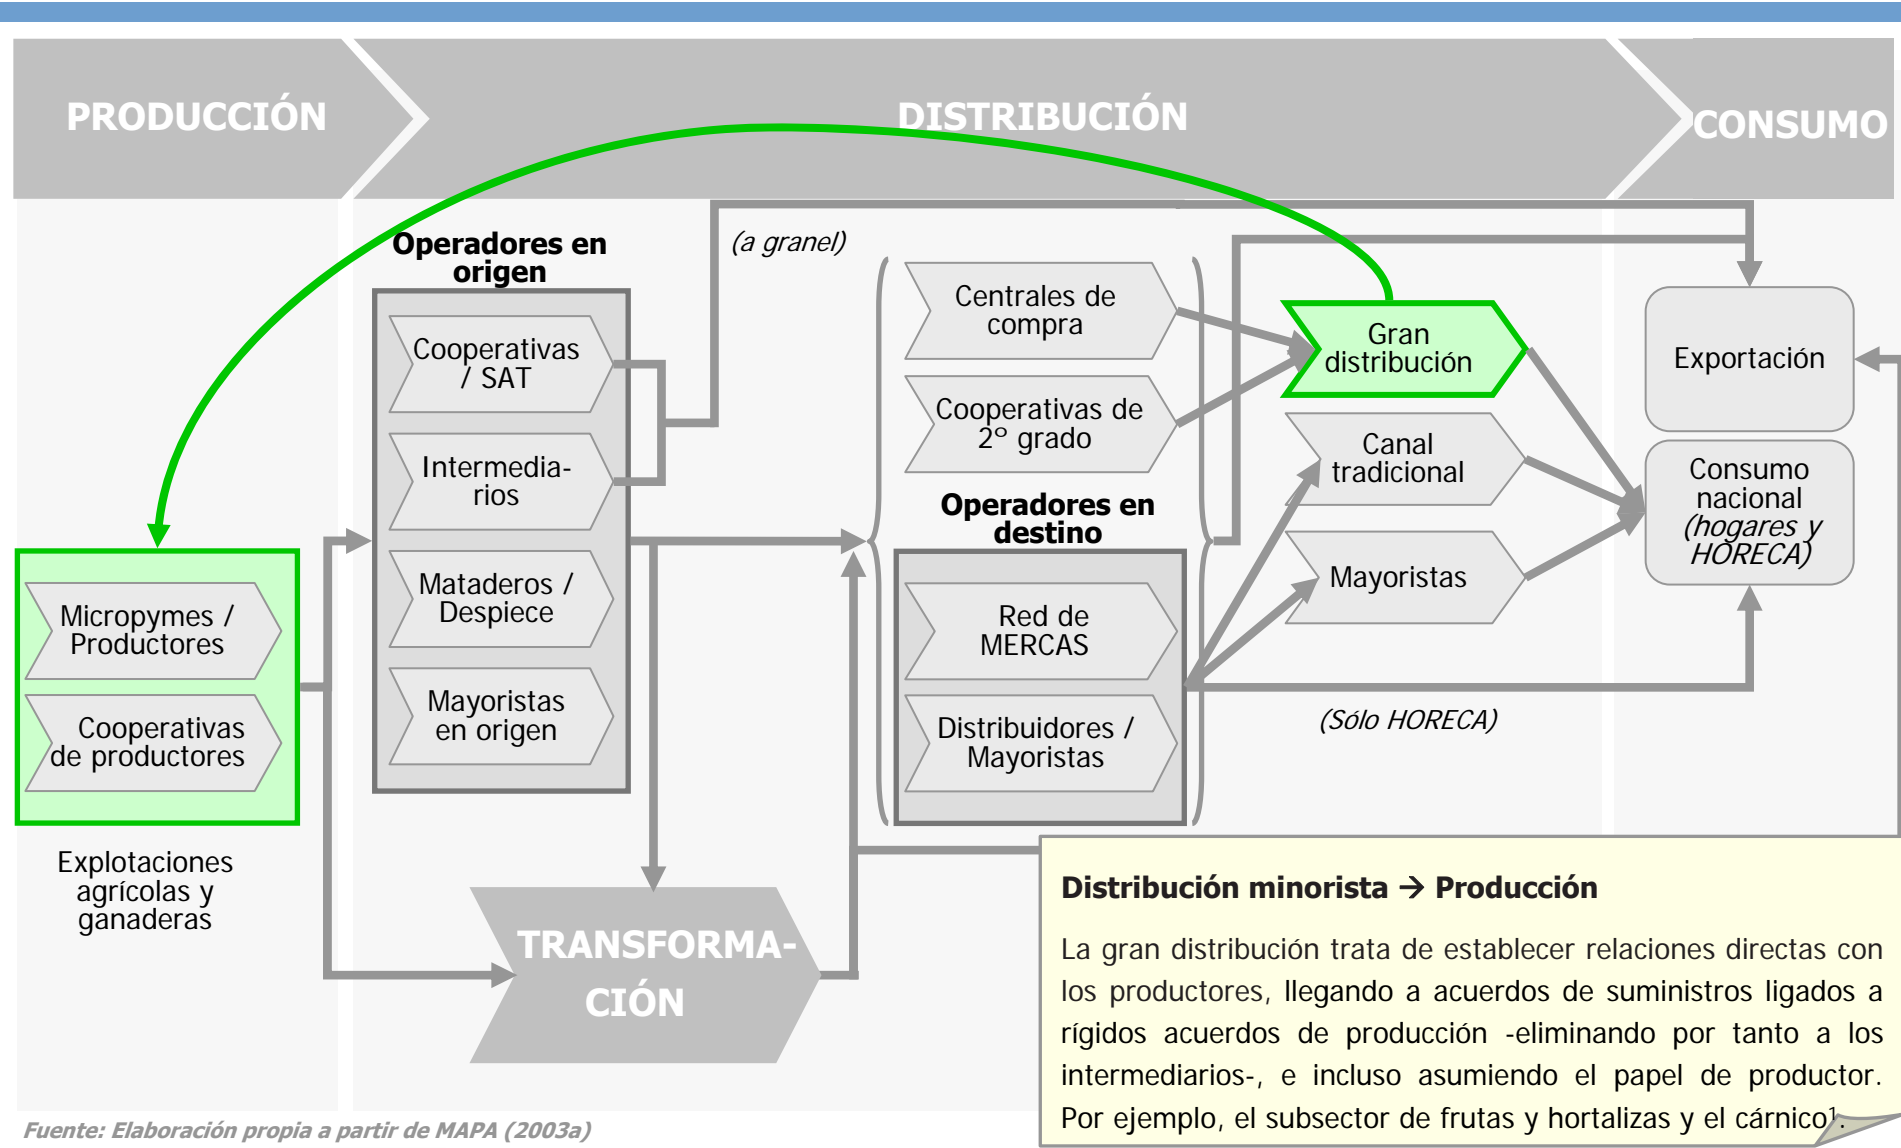 PRODUCCIÓN
DISTRIBUCIÓN
CONSUMO
Operadores en
origen
(a granel)
Cooperativas
/ SAT
Intermedia-
rios
Mataderos /
Despiece
Mayoristas
en origen
Centrales de
compra
Cooperativas de
2º grado
Operadores en
destino
Red de
MERCAS
Distribuidores /
Mayoristas
Gran
distribución
Canal
tradicional
Mayoristas
(Sólo HORECA)
Exportación
Consumo
nacional
(hogares y
HORECA)
Micropymes /
Productores
Cooperativas
de productores
Explotaciones
agrícolas y
ganaderas
TRANSFORMA-
CIÓN
Distribución minorista → Producción
La gran distribución trata de establecer relaciones directas con
los productores, llegando a acuerdos de suministros ligados a
rígidos acuerdos de producción -eliminando por tanto a los
intermediarios-, e incluso asumiendo el papel de productor.
Por ejemplo, el subsector de frutas y hortalizas y el cárnico¹.
Fuente: Elaboración propia a partir de MAPA (2003a)